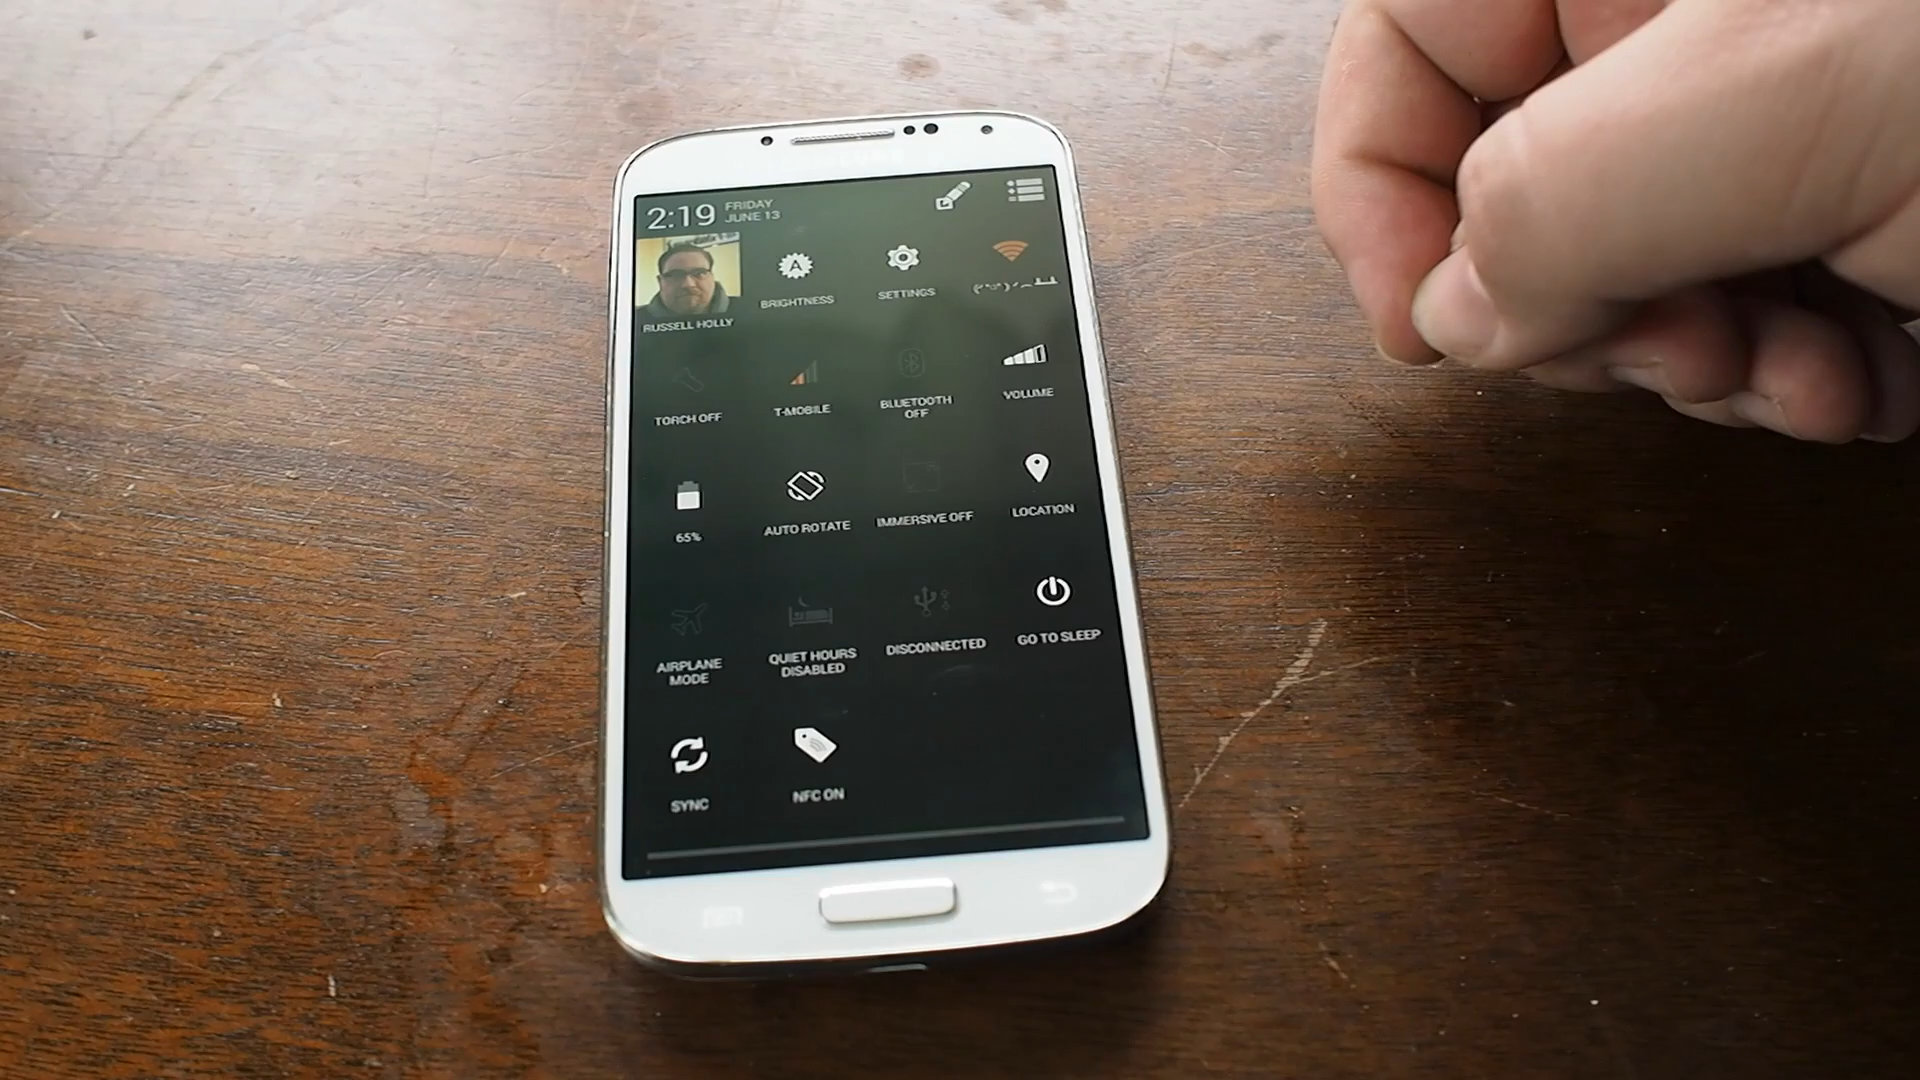 2:19
FRIDAY
JUNE 13
BRIGHTNESS
SETTINGS
RUSSELL HOLLY
TORCH OFF
T-MOBILE
BLUETOOTH
OFF
VOLUME
65%
AUTO ROTATE
IMMERSIVE OFF
LOCATION
AIRPLANE
MODE
QUIET HOURS
DISABLED
DISCONNECTED
GO TO SLEEP
SYNC
NFC ON